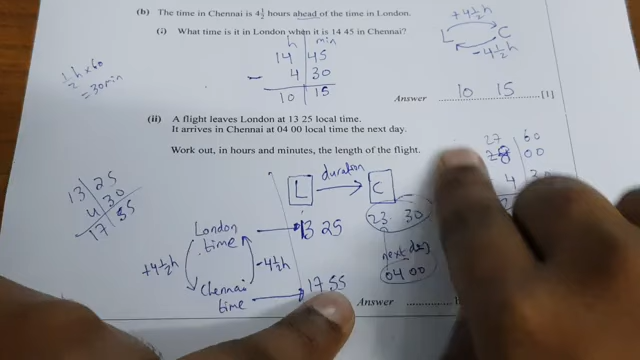 (b) The time in Chennai is 4½ hours ahead of the time in London.
+4½h
L C
-4½h
(i) What time is it in London when it is 14 45 in Chennai?
h min
14 45
- 4 30
10 15
½h × 60
= 30min
Answer 10 15 [1]
(ii) A flight leaves London at 13 25 local time.
It arrives in Chennai at 04 00 local time the next day.
Work out, in hours and minutes, the length of the flight.
27 60
00
4 30
13 25
4 30
17 55
L duration C
London time 13 25 23 30
+4½h -4½h
next day
04 00
Chennai time 17 55
Answer